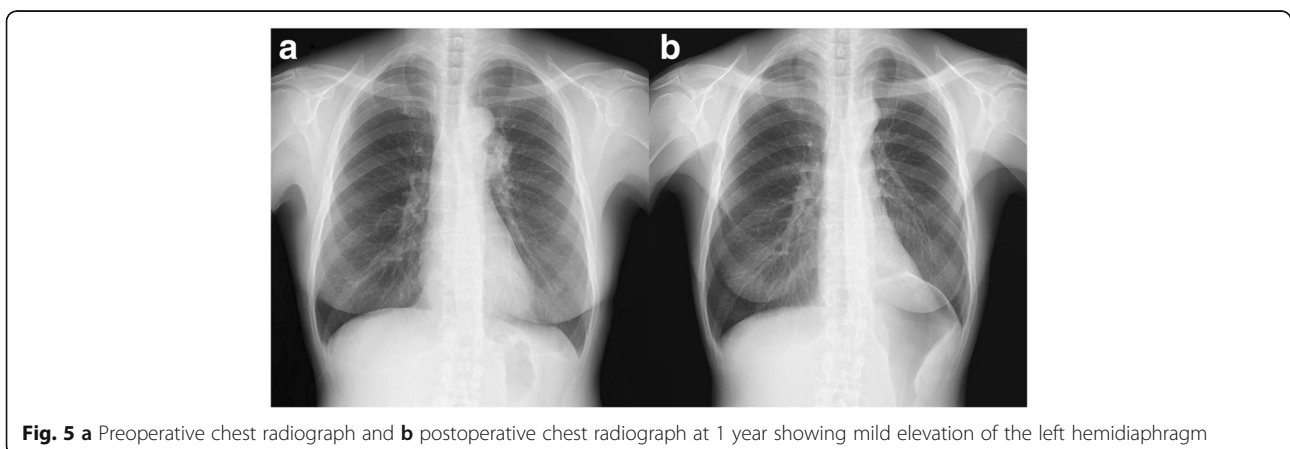 a
b
Fig. 5 a Preoperative chest radiograph and b postoperative chest radiograph at 1 year showing mild elevation of the left hemidiaphragm